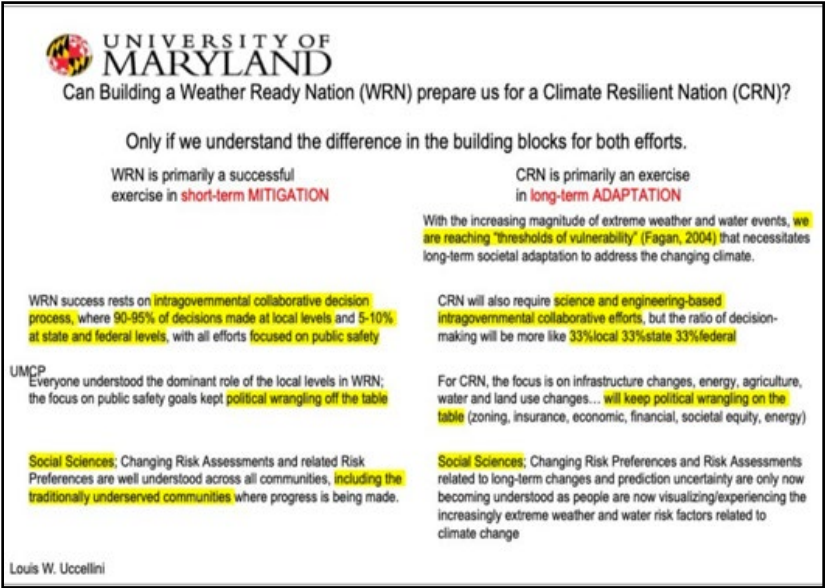 UNIVERSITY OF
MARYLAND
Can Building a Weather Ready Nation (WRN) prepare us for a Climate Resilient Nation (CRN)?
Only if we understand the difference in the building blocks for both efforts.
WRN is primarily a successful
exercise in short-term MITIGATION
CRN is primarily an exercise
in long-term ADAPTATION
With the increasing magnitude of extreme weather and water events, we
are reaching "thresholds of vulnerability" (Fagan, 2004) that necessitates
long-term societal adaptation to address the changing climate.
WRN success rests on intragovernmental collaborative decision
process, where 90-95% of decisions made at local levels and 5-10%
at state and federal levels, with all efforts focused on public safety
CRN will also require science and engineering-based
intragovernmental collaborative efforts, but the ratio of decision-
making will be more like 33%local 33%state 33%federal
UMCP
Everyone understood the dominant role of the local levels in WRN;
the focus on public safety goals kept political wrangling off the table
For CRN, the focus is on infrastructure changes, energy, agriculture,
water and land use changes... will keep political wrangling on the
table (zoning, insurance, economic, financial, societal equity, energy)
Social Sciences; Changing Risk Assessments and related Risk
Preferences are well understood across all communities, including the
traditionally underserved communities where progress is being made.
Social Sciences; Changing Risk Preferences and Risk Assessments
related to long-term changes and prediction uncertainty are only now
becoming understood as people are now visualizing/experiencing the
increasingly extreme weather and water risk factors related to
climate change
Louis W. Uccellini